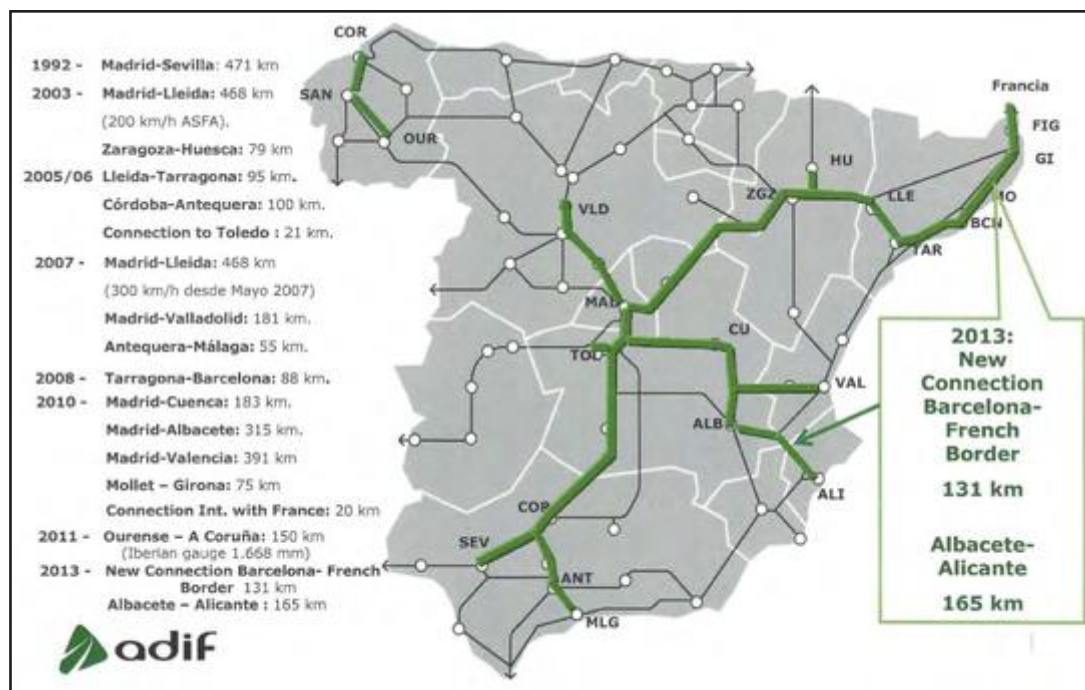 1992 - Madrid-Sevilla: 471 km
2003 - Madrid-Lleida: 468 km
(200 km/h ASFA).
Zaragoza-Huesca: 79 km
2005/06 Lleida-Tarragona: 95 km.
Córdoba-Antequera: 100 km.
Connection to Toledo : 21 km.
2007 - Madrid-Lleida: 468 km
(300 km/h desde Mayo 2007)
Madrid-Valladolid: 181 km.
Antequera-Málaga: 55 km.
2008 - Tarragona-Barcelona: 88 km.
2010 - Madrid-Cuenca: 183 km.
Madrid-Albacete: 315 km.
Madrid-Valencia: 391 km
Mollet – Girona: 75 km
Connection Int. with France: 20 km
2011 - Ourense – A Coruña: 150 km
(Iberian gauge 1.668 mm)
2013 - New Connection Barcelona- French
Border 131 km
Albacete – Alicante : 165 km
adif
COR
SAN
OUR
VLD
MAD
TOL
CU
ALB
VAL
ALI
COR
SEV
ANT
MLG
ZGZ
HU
LLE
TAR
BCN
MO
GI
FIG
Francia
2013:
New
Connection
Barcelona-
French
Border
131 km
Albacete-
Alicante
165 km